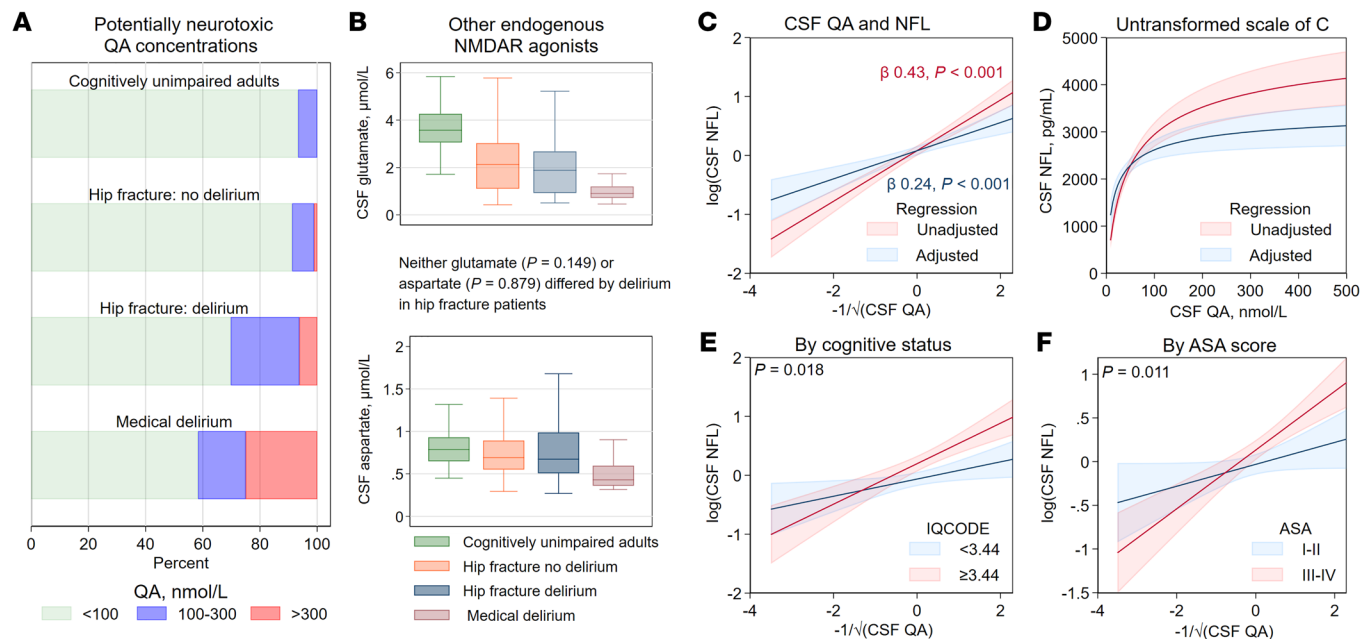 A
Potentially neurotoxic
QA concentrations
Cognitively unimpaired adults
Hip fracture: no delirium
Hip fracture: delirium
Medical delirium
0 20 40 60 80 100
Percent
QA, nmol/L
<100 100-300 >300
B
Other endogenous
NMDAR agonists
CSF glutamate, μmol/L
6
4
2
0
Neither glutamate (P = 0.149) or
aspartate (P = 0.879) differed by delirium
in hip fracture patients
CSF aspartate, μmol/L
2
1.5
1
.5
0
Cognitively unimpaired adults
Hip fracture no delirium
Hip fracture delirium
Medical delirium
C
CSF QA and NFL
log(CSF NFL)
2
1
0
-1
-2
β 0.43, P < 0.001
β 0.24, P < 0.001
Regression
Unadjusted
Adjusted
-4 -2 0 2
-1/√(CSF QA)
D
Untransformed scale of C
CSF NFL, pg/mL
5000
4000
3000
2000
1000
0
Regression
Unadjusted
Adjusted
0 100 200 300 400 500
CSF QA, nmol/L
E
By cognitive status
log(CSF NFL)
2
1
0
-1
-2
P = 0.018
IQCODE
<3.44
≥3.44
-4 -2 0 2
-1/√(CSF QA)
F
By ASA score
log(CSF NFL)
1.5
1
.5
0
-.5
-1
-1.5
P = 0.011
ASA
I-II
III-IV
-4 -2 0 2
-1/√(CSF QA)